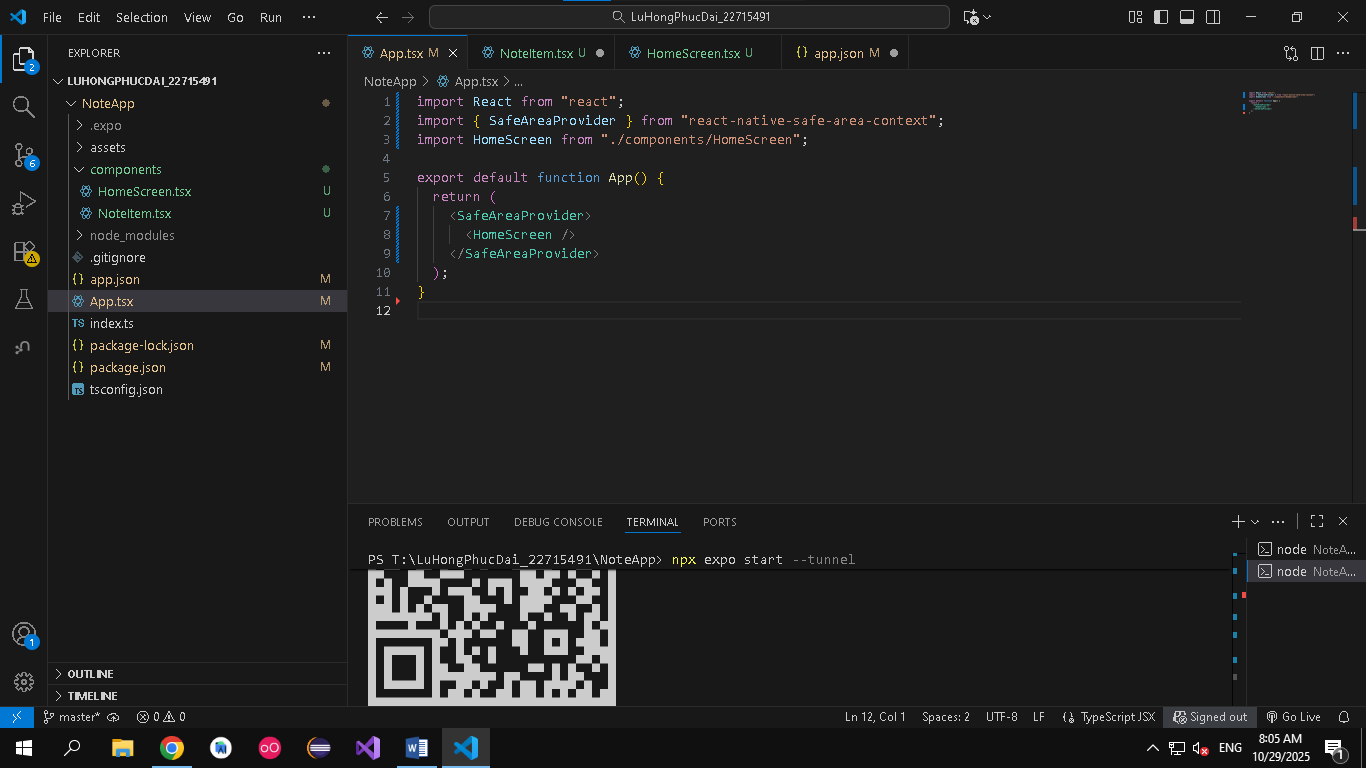 File Edit Selection View Go Run ···
LuHongPhucDai_22715491
EXPLORER ···
LUHONGPHUCDAI_22715491
NoteApp
.expo
assets
components
HomeScreen.tsx U
NoteItem.tsx U
node_modules
.gitignore
app.json M
App.tsx M
index.ts
package-lock.json M
package.json M
tsconfig.json
OUTLINE
TIMELINE
2
6
1
App.tsx M
NoteItem.tsx U
HomeScreen.tsx U
app.json M
NoteApp > App.tsx > ...
1 import React from "react";
2 import { SafeAreaProvider } from "react-native-safe-area-context";
3 import HomeScreen from "./components/HomeScreen";
4
5 export default function App() {
6 return (
7 <SafeAreaProvider>
8 <HomeScreen />
9 </SafeAreaProvider>
10 );
11 }
12
PROBLEMS OUTPUT DEBUG CONSOLE TERMINAL PORTS
PS T:\LuHongPhucDai_22715491\NoteApp> npx expo start --tunnel
node NoteA...
node NoteA...
master* 0 0 Ln 12, Col 1 Spaces: 2 UTF-8 LF TypeScript JSX Signed out Go Live
ENG
8:05 AM
10/29/2025
1